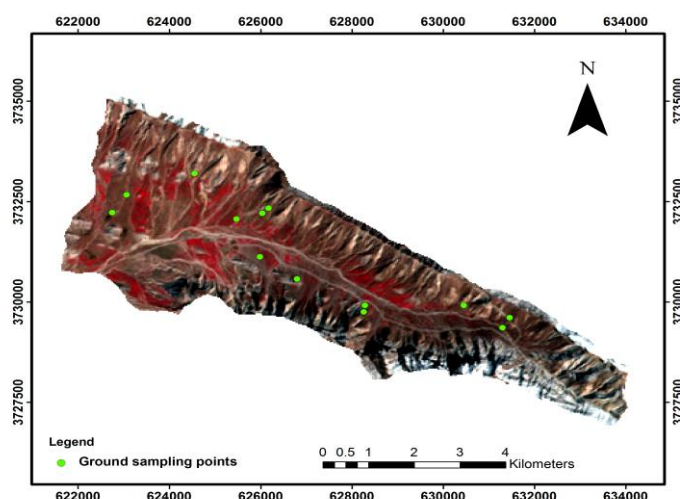 622000 624000 626000 628000 630000 632000 634000
3735000 3735000
3732500 3732500
3730000 3730000
3727500 3727500
N
Legend
Ground sampling points
0 0.5 1 2 3 4
Kilometers
622000 624000 626000 628000 630000 632000 634000